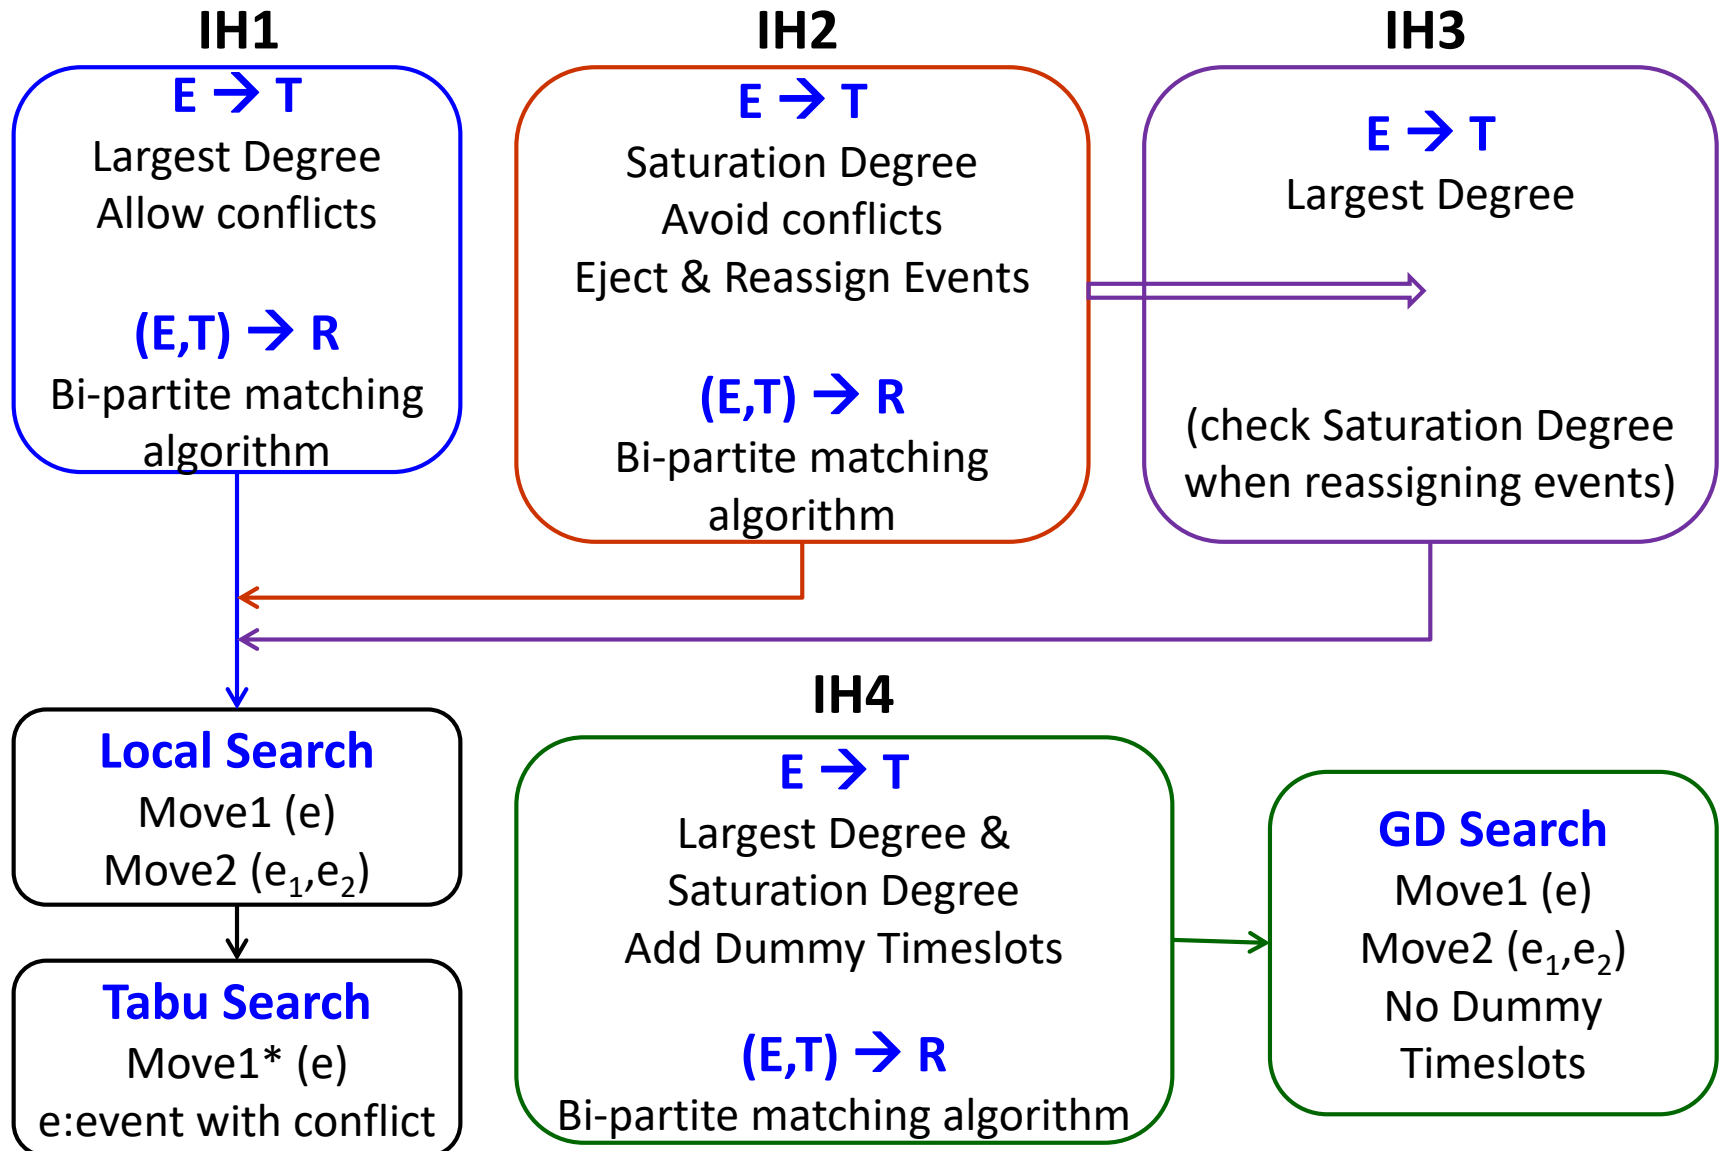 IH1
E → T
Largest Degree
Allow conflicts
(E,T) → R
Bi-partite matching
algorithm
IH2
E → T
Saturation Degree
Avoid conflicts
Eject & Reassign Events
(E,T) → R
Bi-partite matching
algorithm
IH3
E → T
Largest Degree
(check Saturation Degree
when reassigning events)
Local Search
Move1 (e)
Move2 (e₁,e₂)
Tabu Search
Move1* (e)
e:event with conflict
IH4
E → T
Largest Degree &
Saturation Degree
Add Dummy Timeslots
(E,T) → R
Bi-partite matching algorithm
GD Search
Move1 (e)
Move2 (e₁,e₂)
No Dummy
Timeslots